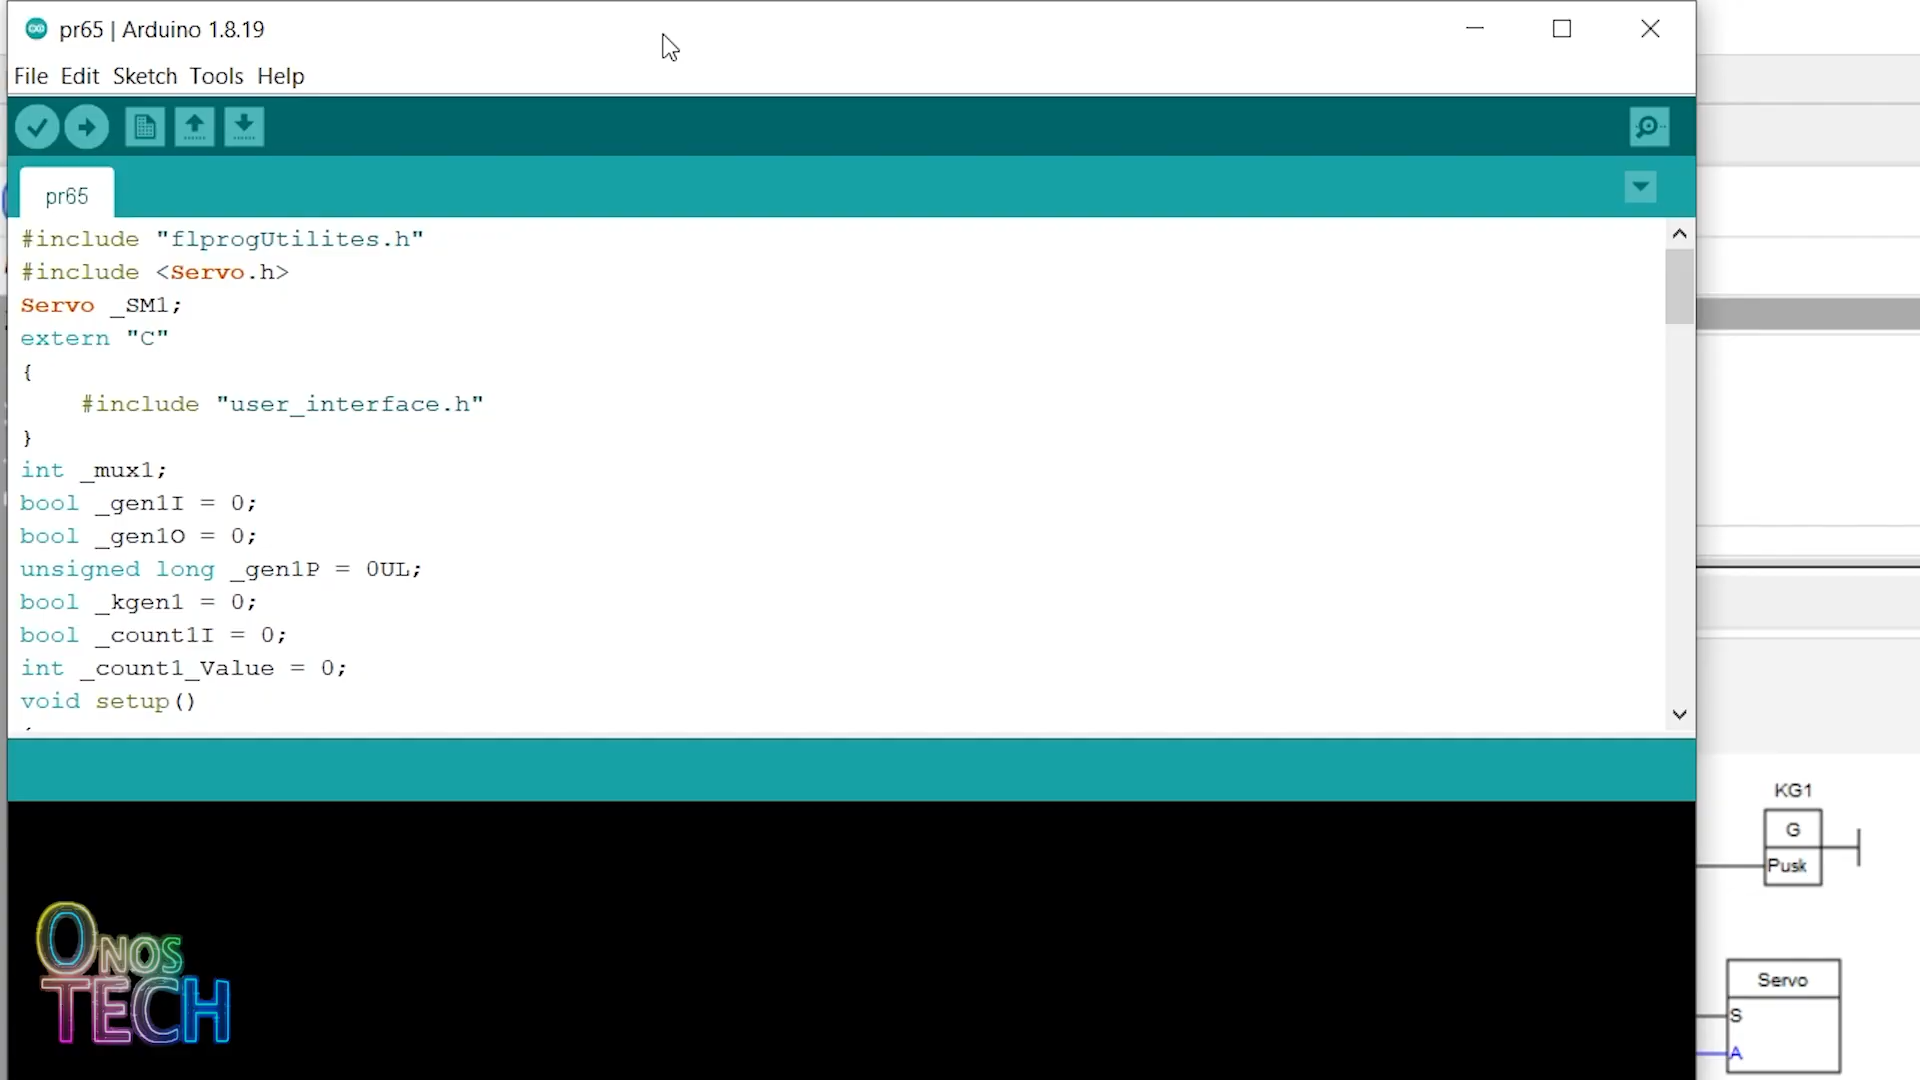 pr65 | Arduino 1.8.19
File Edit Sketch Tools Help
pr65
#include "flprogUtilites.h"
#include <Servo.h>
Servo _SM1;
extern "C"
{
#include "user_interface.h"
}
int _mux1;
bool _gen1I = 0;
bool _gen1O = 0;
unsigned long _gen1P = 0UL;
bool _kgen1 = 0;
bool _count1I = 0;
int _count1_Value = 0;
void setup()
KG1
G
Pusk
Servo
S
A
ONOS
TECH